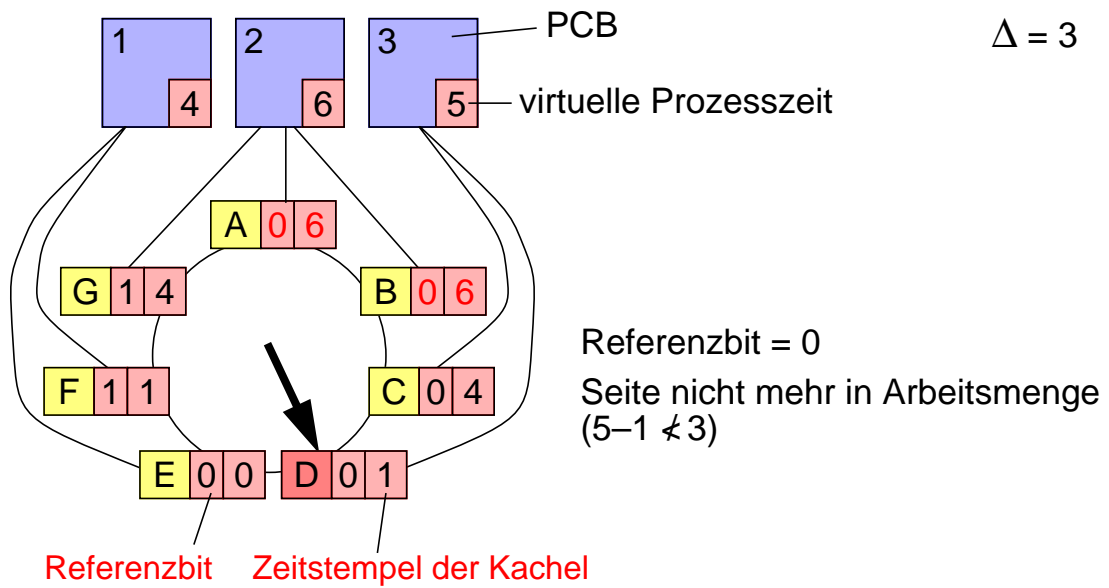 1 2 3 PCB Δ = 3
4 6 5 virtuelle Prozesszeit
A 0 6
G 1 4 B 0 6
Referenzbit = 0
F 1 1 C 0 4 Seite nicht mehr in Arbeitsmenge
(5–1 ≮ 3)
E 0 0 D 0 1
Referenzbit Zeitstempel der Kachel